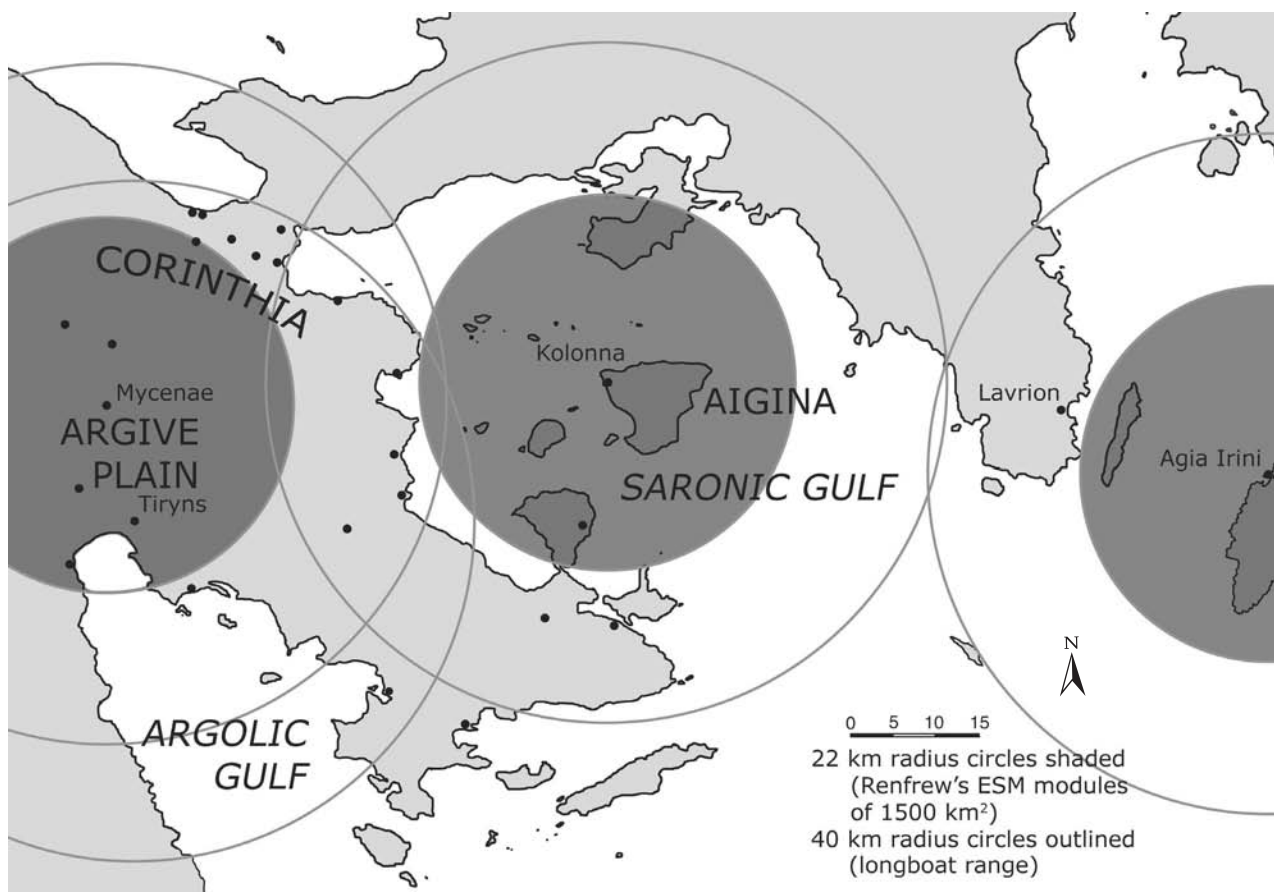 CORINTHIA
Mycenae
ARGIVE
PLAIN
Tiryns
Kolonna
AIGINA
SARONIC GULF
Lavrion
Agia Irini
ARGOLIC
GULF
N
0 5 10 15
22 km radius circles shaded
(Renfrew's ESM modules
of 1500 km²)
40 km radius circles outlined
(longboat range)